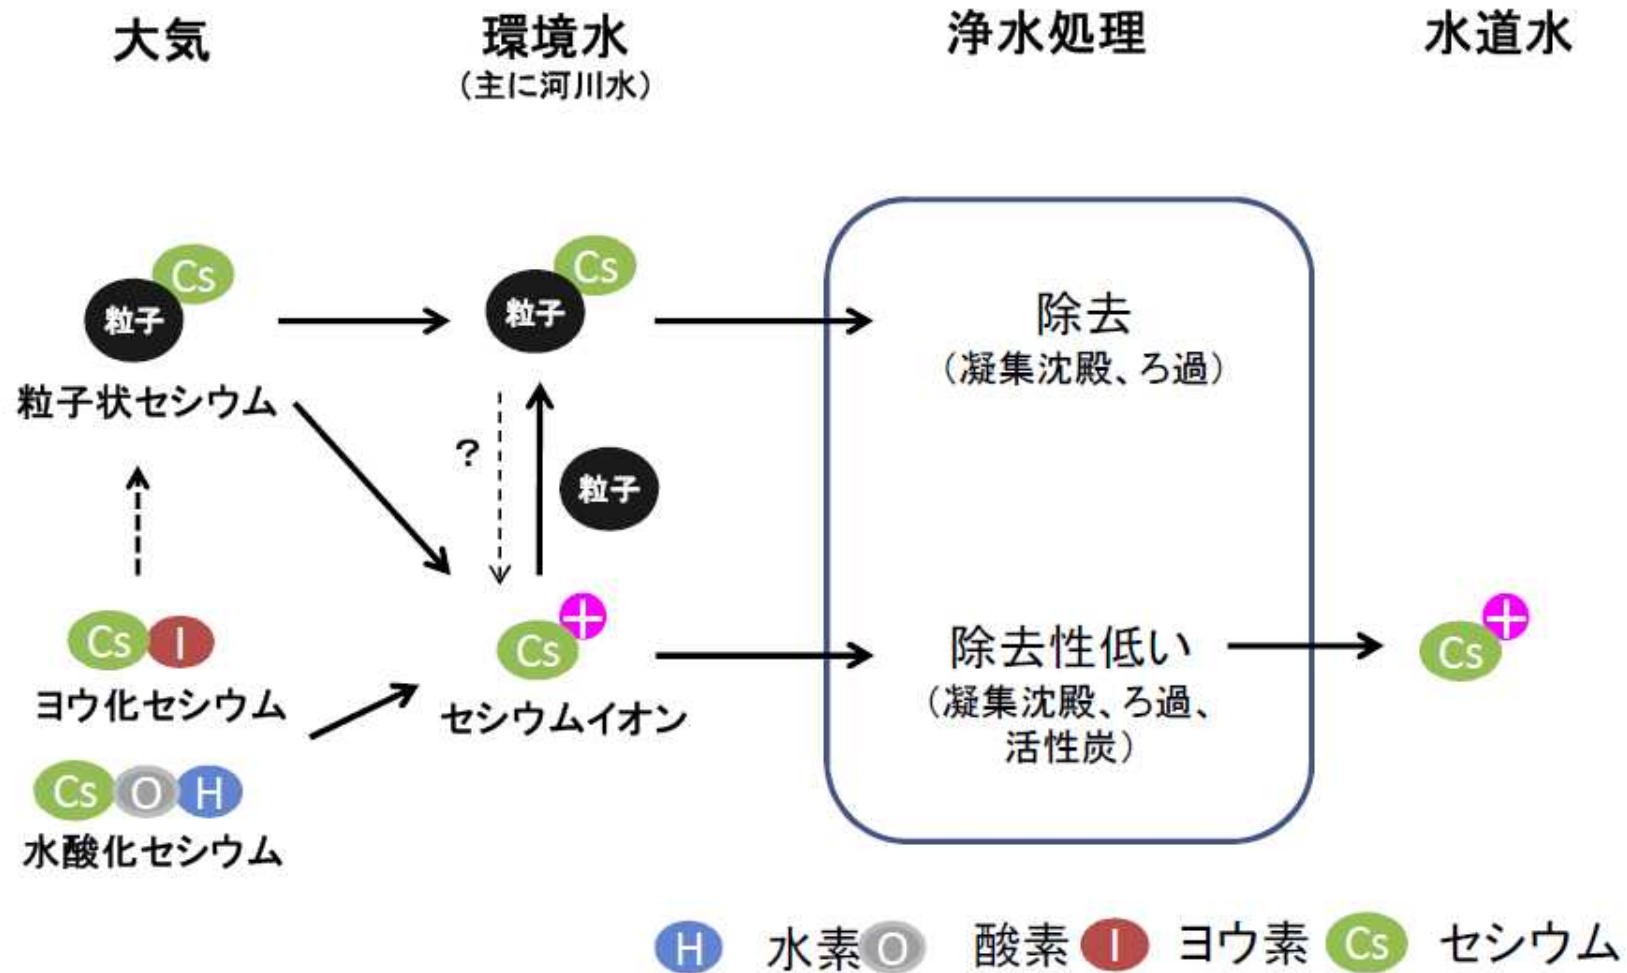 大気
環境水
(主に河川水)
浄水処理
水道水
Cs
粒子
粒子状セシウム
Cs I
ヨウ化セシウム
Cs O H
水酸化セシウム
Cs
粒子
?
粒子
+
Cs
セシウムイオン
除去
(凝集沈殿、ろ過)
除去性低い
(凝集沈殿、ろ過、
活性炭)
+
Cs
H 水素 O 酸素 I ヨウ素 Cs セシウム